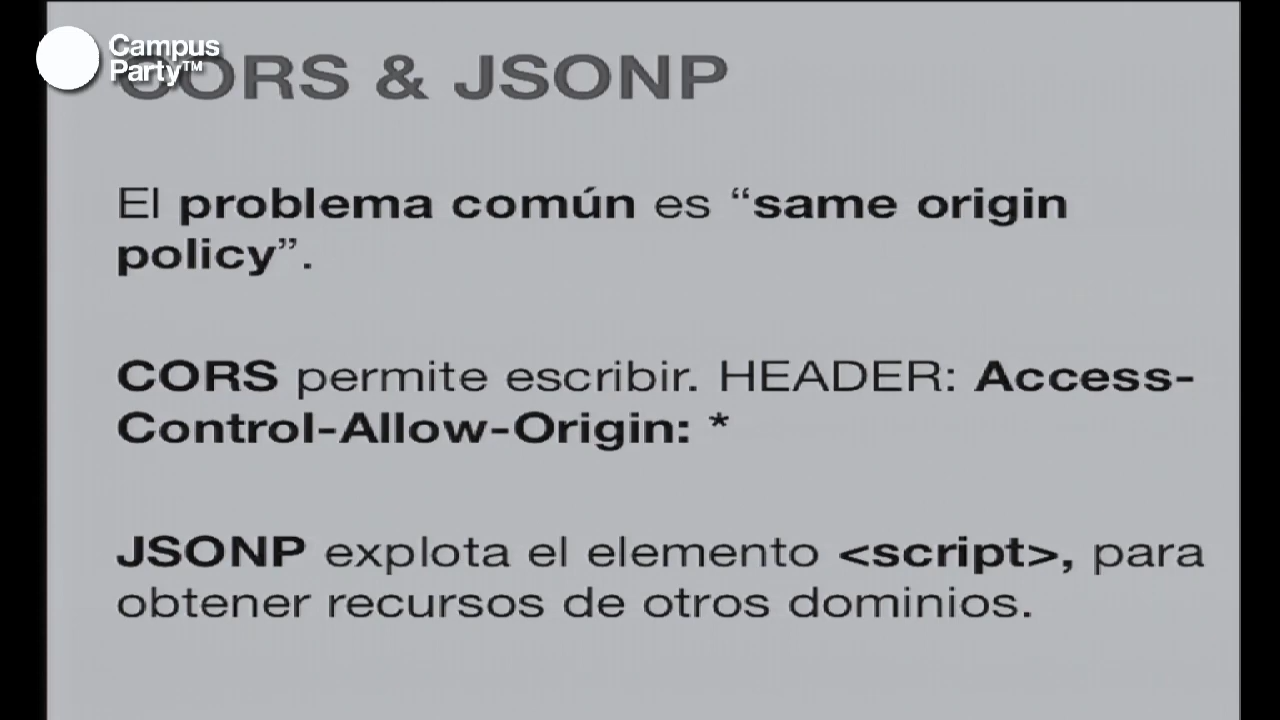 Campus
Party™
CORS & JSONP
El problema común es “same origin
policy”.
CORS permite escribir. HEADER: Access-
Control-Allow-Origin: *
JSONP explota el elemento <script>, para
obtener recursos de otros dominios.